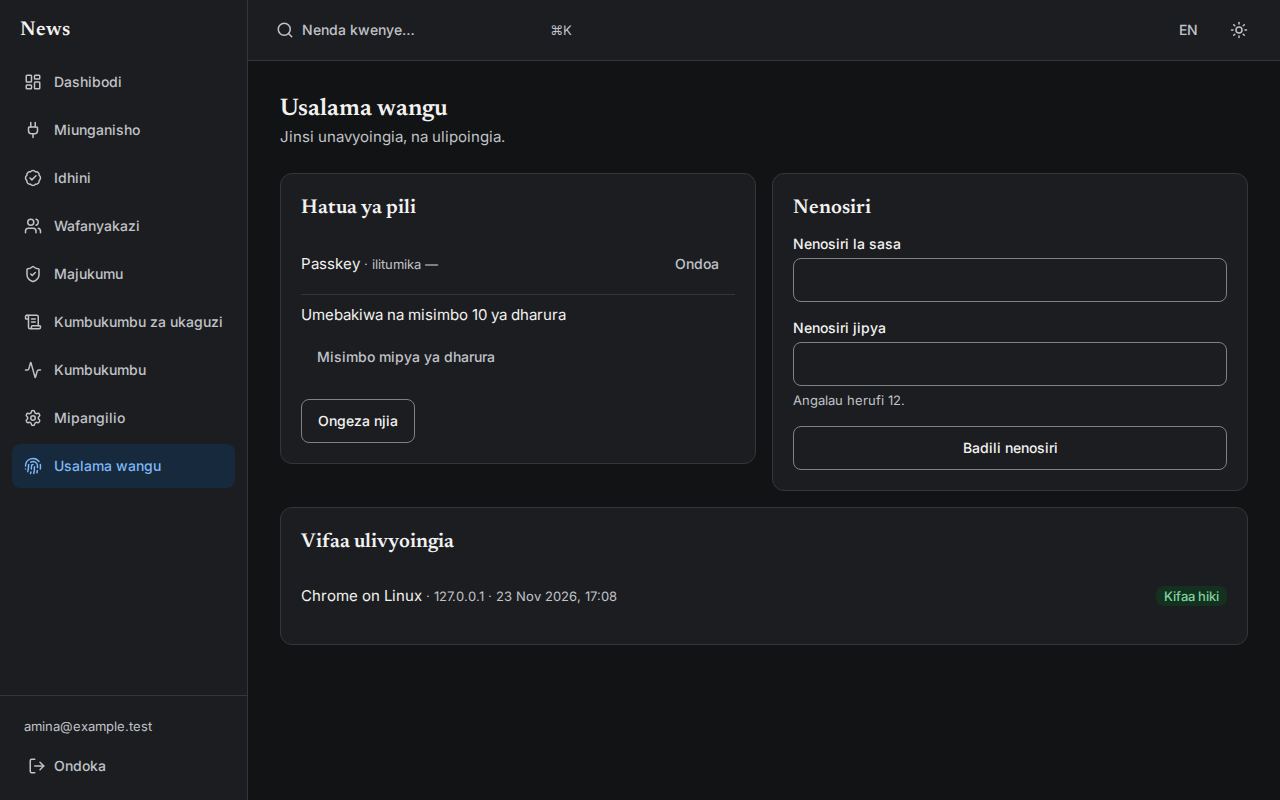 News
Nenda kwenye...
⌘K
EN
Dashibodi
Miunganisho
Idhini
Wafanyakazi
Majukumu
Kumbukumbu za ukaguzi
Kumbukumbu
Mipangilio
Usalama wangu
amina@example.test
Ondoka
Usalama wangu
Jinsi unavyoingia, na ulipoingia.
Hatua ya pili
Passkey · ilitumika —
Ondoa
Umebakiwa na misimbo 10 ya dharura
Misimbo mipya ya dharura
Ongeza njia
Nenosiri
Nenosiri la sasa
Nenosiri jipya
Angalau herufi 12.
Badili nenosiri
Vifaa ulivyoingia
Chrome on Linux · 127.0.0.1 · 23 Nov 2026, 17:08
Kifaa hiki